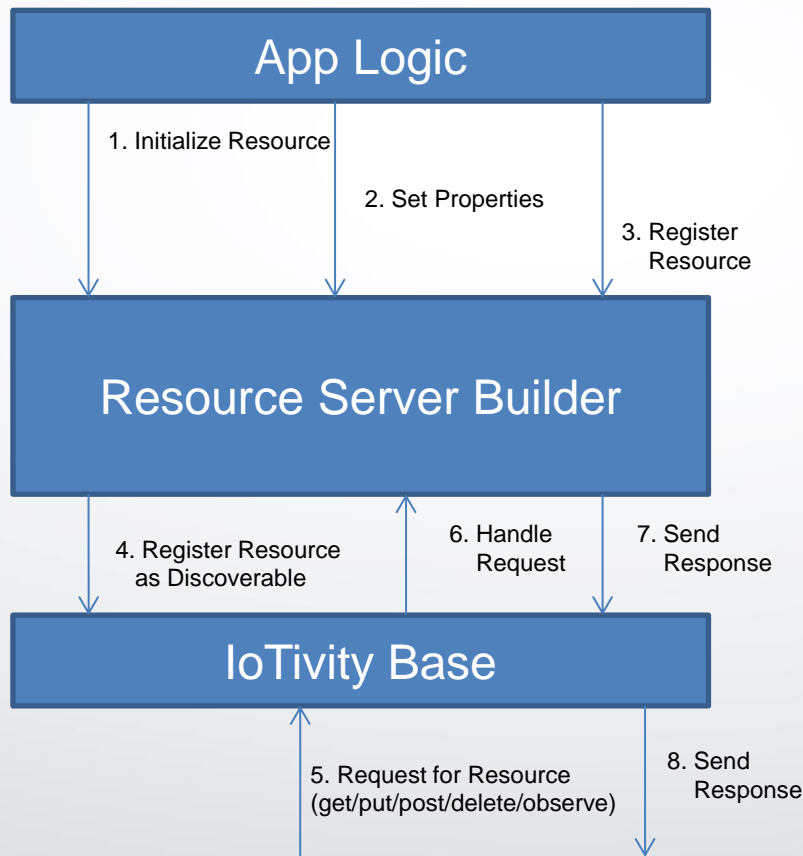 App Logic
1. Initialize Resource
2. Set Properties
3. Register
Resource
Resource Server Builder
4. Register Resource
as Discoverable
6. Handle
Request
7. Send
Response
IoTivity Base
5. Request for Resource
(get/put/post/delete/observe)
8. Send
Response